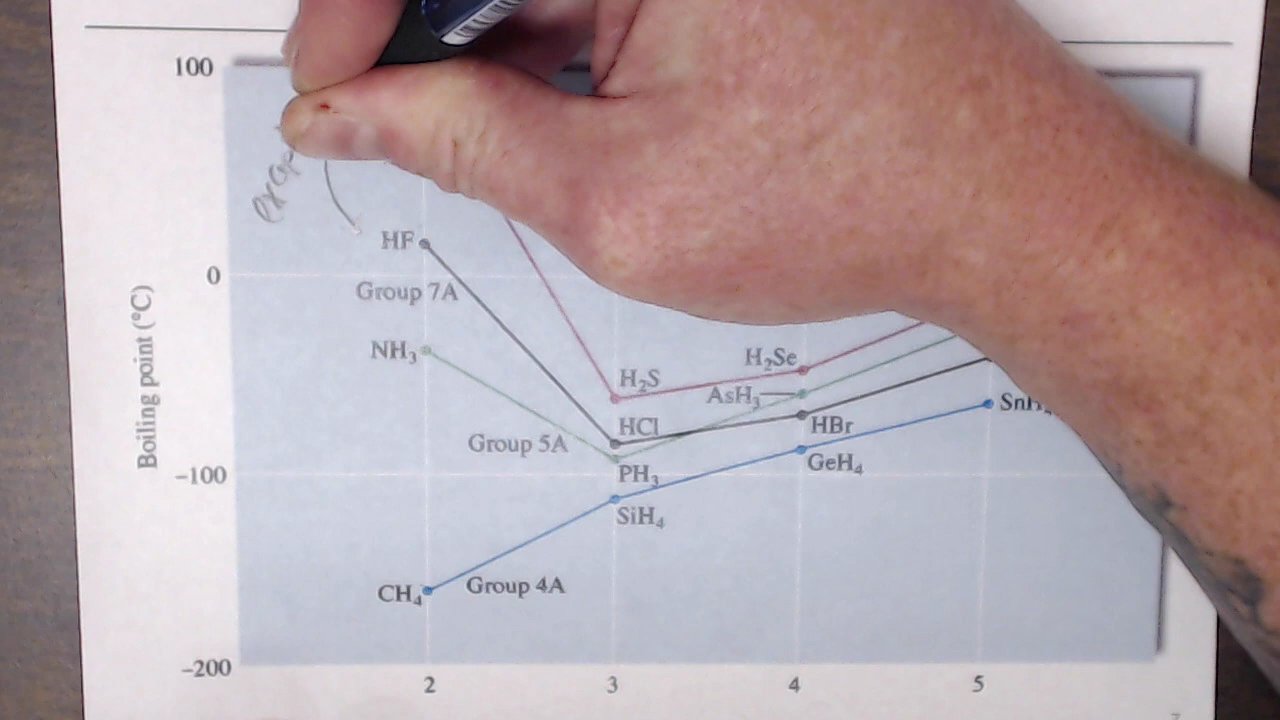 100
HF
0
Group 7A
NH₃
H₂Se
H₂S
AsH₃
SnH
HCl
HBr
Group 5A
GeH₄
PH₃
–100
SiH₄
CH₄
Group 4A
–200
2 3 4 5
Boiling point (°C)